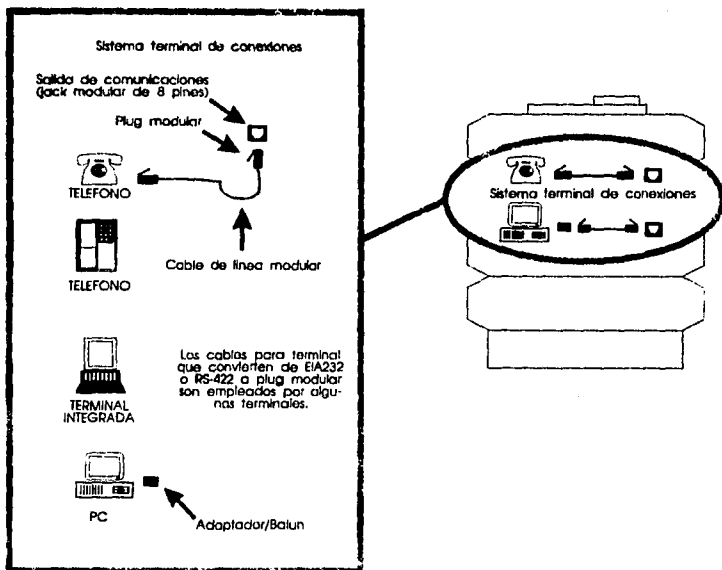 Sistema terminal de conexiones
Salida de comunicaciones
(jack modular de 8 pines)
Plug modular
TELEFONO
Cable de línea modular
TELEFONO
Los cables para terminal
que convierten de EIA232
o RS-422 a plug modular
son empleados por algu-
nas terminales.
TERMINAL
INTEGRADA
PC
Adaptador/Balun
Sistema terminal de conexiones